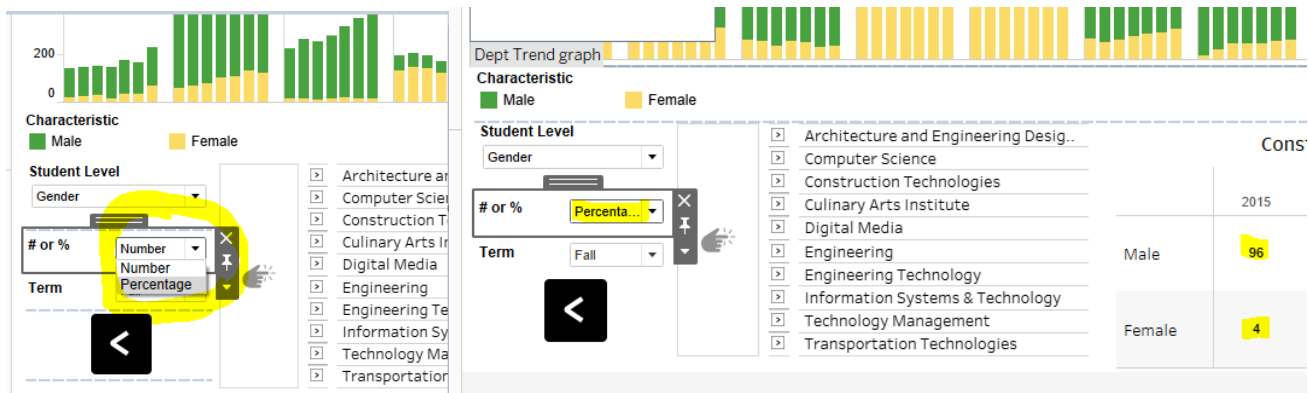 200
0
Characteristic
Male Female
Student Level
Gender
# or %
Number
Number
Percentage
Term
<
Architecture ar
Computer Scien
Construction T
Culinary Arts I
Digital Media
Engineering
Engineering Te
Information Sy
Technology Ma
Transportation
Dept Trend graph
Characteristic
Male Female
Student Level
Gender
# or %
Percenta...
Term
Fall
<
Architecture and Engineering Desig..
Computer Science
Construction Technologies
Culinary Arts Institute
Digital Media
Engineering
Engineering Technology
Information Systems & Technology
Technology Management
Transportation Technologies
Const
2015
Male 96
Female 4